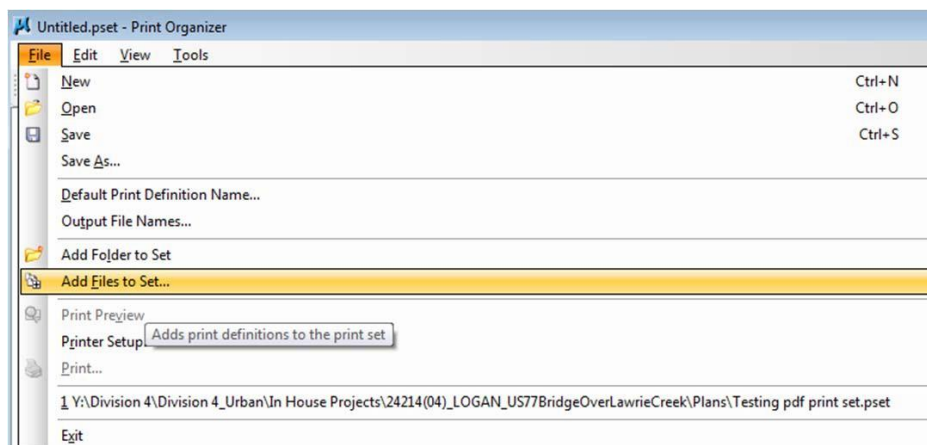 Untitled.pset - Print Organizer
File Edit View Tools
New Ctrl+N
Open Ctrl+O
Save Ctrl+S
Save As...
Default Print Definition Name...
Output File Names...
Add Folder to Set
Add Files to Set...
Print Preview
Adds print definitions to the print set
Printer Setup
Print...
1 Y:\Division 4\Division 4_Urban\In House Projects\24214(04)_LOGAN_US77BridgeOverLawrieCreek\Plans\Testing pdf print set.pset
Exit